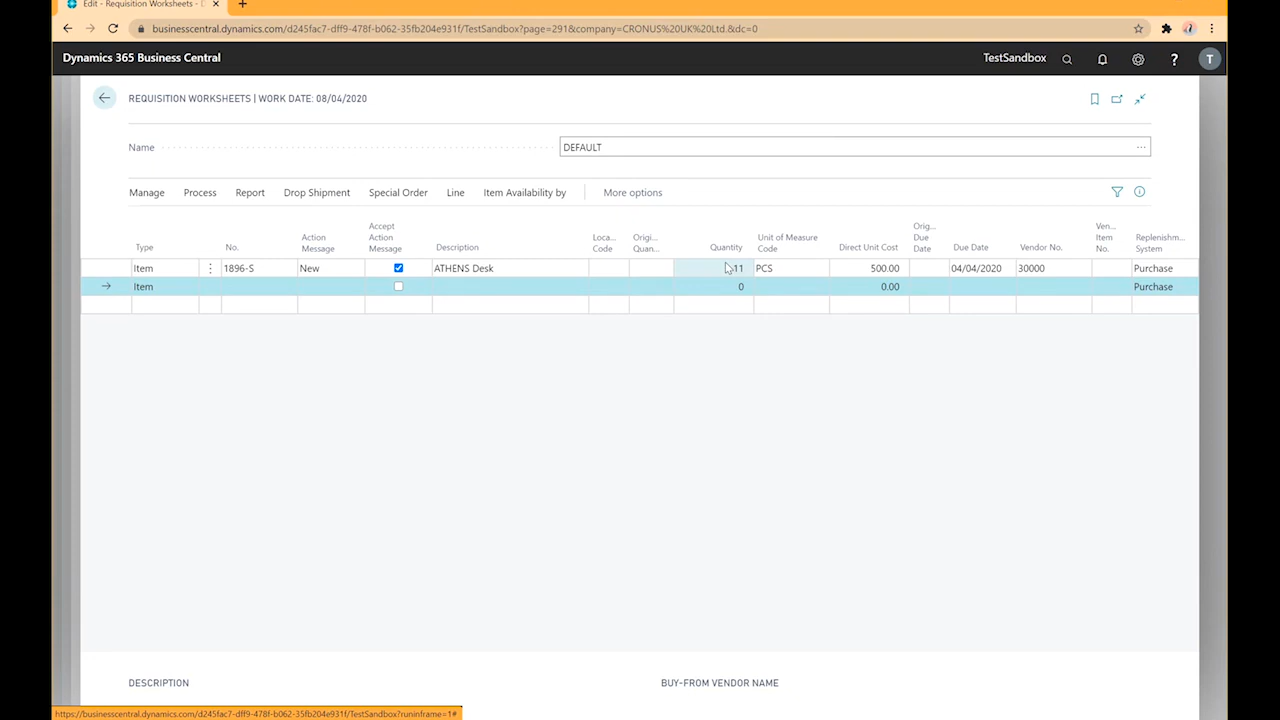 Edit - Requisition Worksheets -
businesscentral.dynamics.com/d245fac7-dff9-478f-b062-35fb204e931f/TestSandbox?page=291&company=CRONUS%20UK%20Ltd.&dc=0
Dynamics 365 Business Central
TestSandbox
?
T
REQUISITION WORKSHEETS | WORK DATE: 08/04/2020
Name
DEFAULT
Manage Process Report Drop Shipment Special Order Line Item Availability by More options
Type No. Action Message Accept Action Message Description Loca... Code Origi... Quan... Quantity Unit of Measure Code Direct Unit Cost Orig... Due Date Due Date Vendor No. Ven... Item No. Replenishm... System
Item 1896-S New ATHENS Desk 11 PCS 500.00 04/04/2020 30000 Purchase
Item 0 0.00 Purchase
DESCRIPTION
BUY-FROM VENDOR NAME
https://businesscentral.dynamics.com/d245fac7-dff9-478f-b062-35fb204e931f/TestSandbox?runinframe=1#